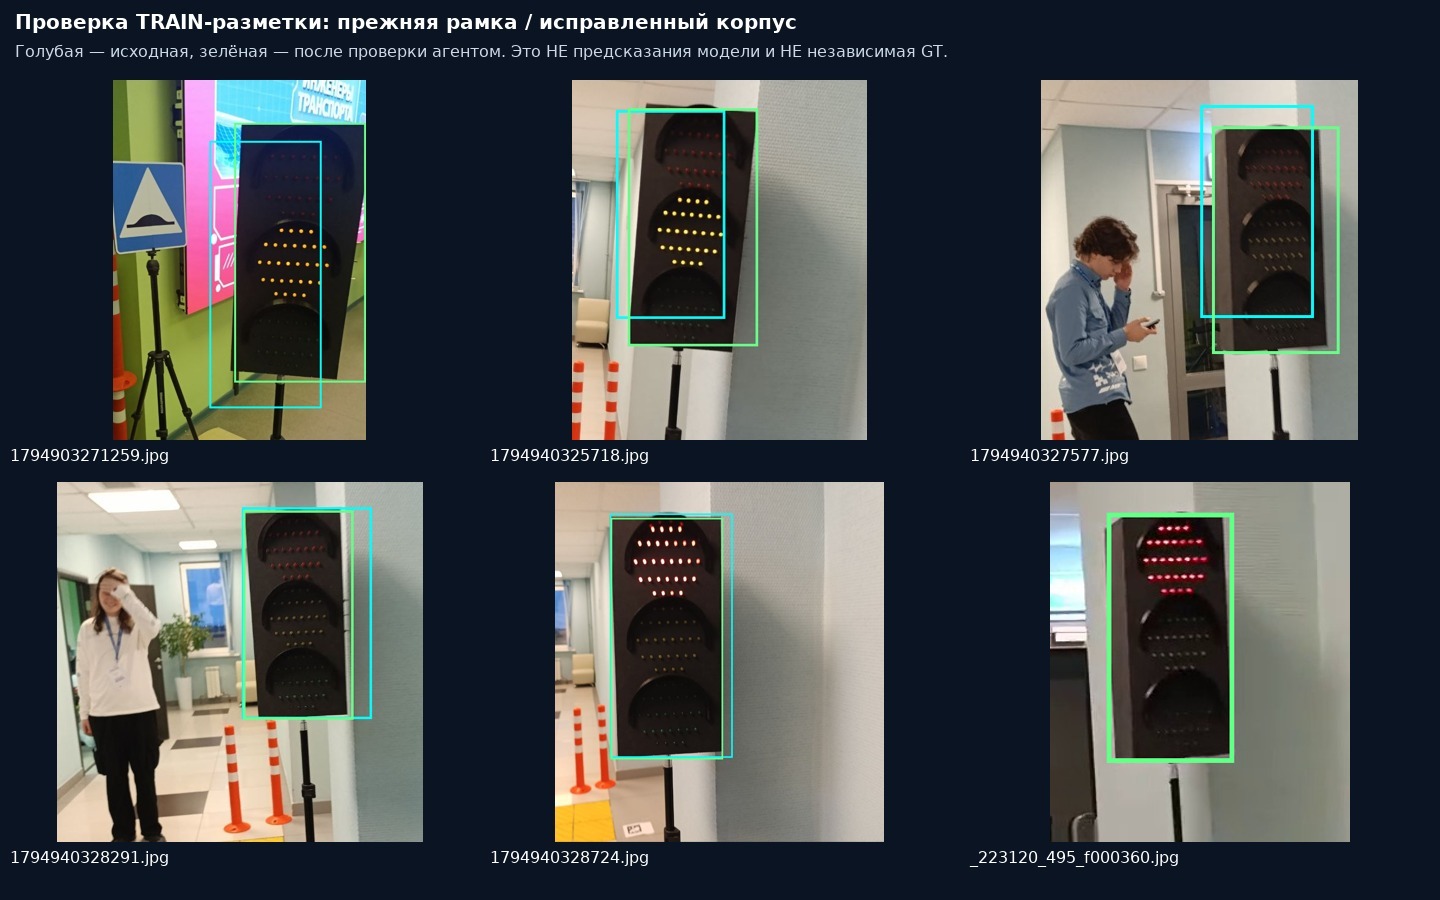 Проверка TRAIN-разметки: прежняя рамка / исправленный корпус
Голубая — исходная, зелёная — после проверки агентом. Это НЕ предсказания модели и НЕ независимая GT.
ИНЖЕНЕРЫ
ТРАНСПОРТА
1794903271259.jpg
1794940325718.jpg
1794940327577.jpg
1794940328291.jpg
1794940328724.jpg
_223120_495_f000360.jpg